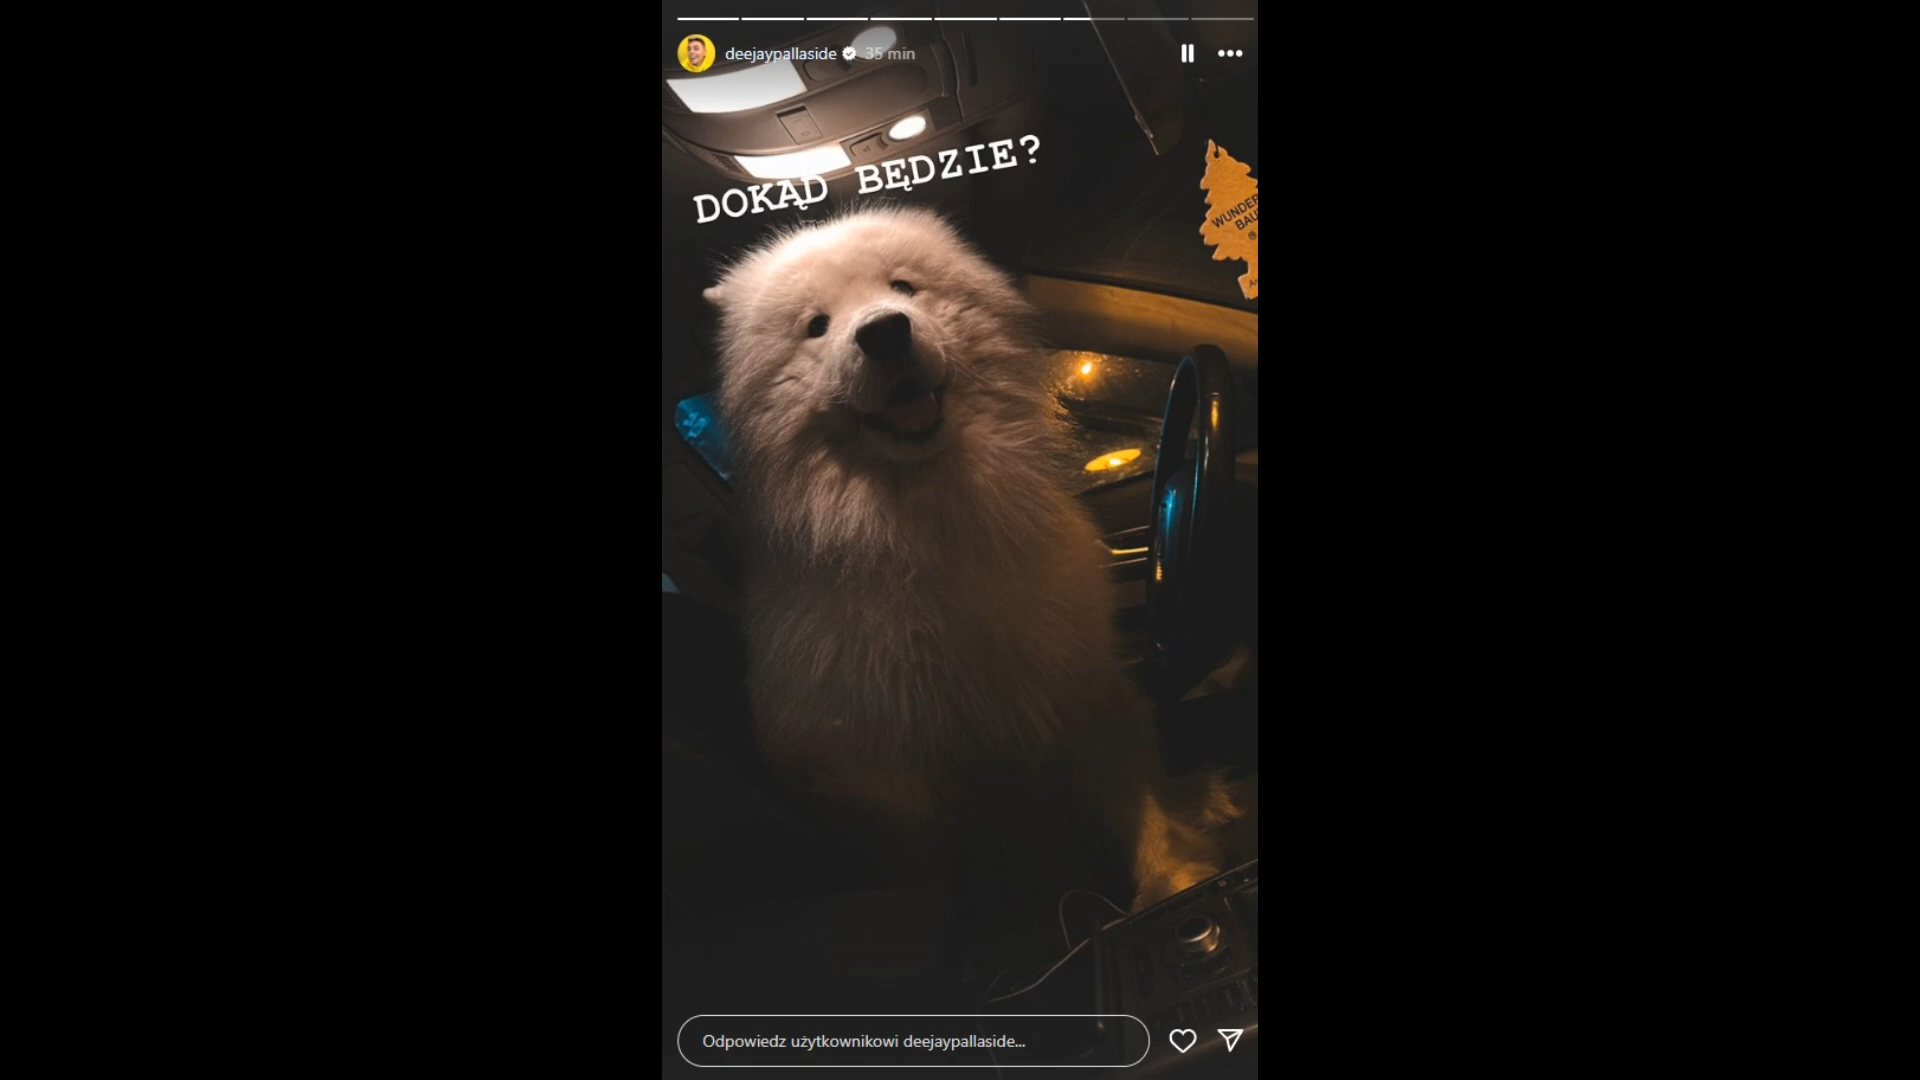 deejaypallaside 35 min
DOKĄD BĘDZIE?
WUNDER
BAU
®
Odpowiedz użytkownikowi deejaypallaside...